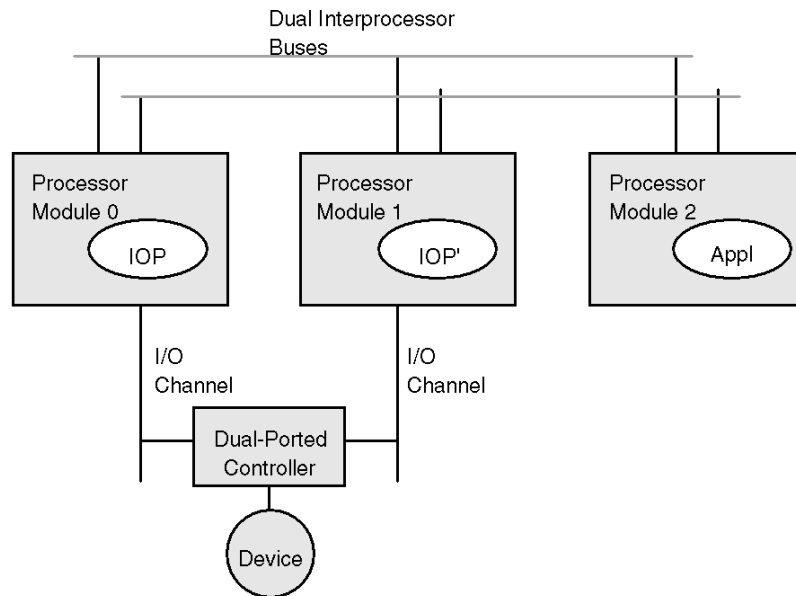 Dual Interprocessor
Buses
Processor
Module 0
IOP
Processor
Module 1
IOP'
Processor
Module 2
Appl
I/O
Channel
I/O
Channel
Dual-Ported
Controller
Device